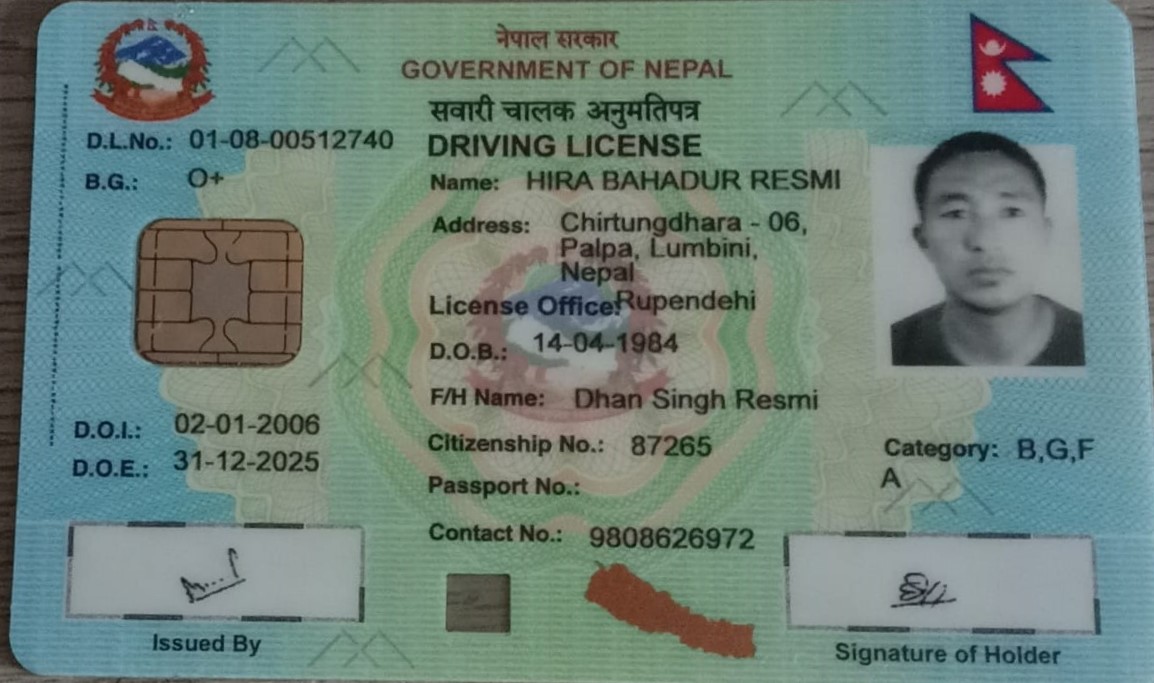 नेपाल सरकार
GOVERNMENT OF NEPAL
सवारी चालक अनुमतिपत्र
DRIVING LICENSE
D.L.No.: 01-08-00512740
B.G.: O+
Name: HIRA BAHADUR RESMI
Address: Chirtungdhara - 06,
Palpa, Lumbini,
Nepal
License Office: Rupendehi
D.O.B.: 14-04-1984
F/H Name: Dhan Singh Resmi
D.O.I.: 02-01-2006
D.O.E.: 31-12-2025
Citizenship No.: 87265
Category: B,G,F
A
Passport No.:
Contact No.: 9808626972
Issued By
Signature of Holder